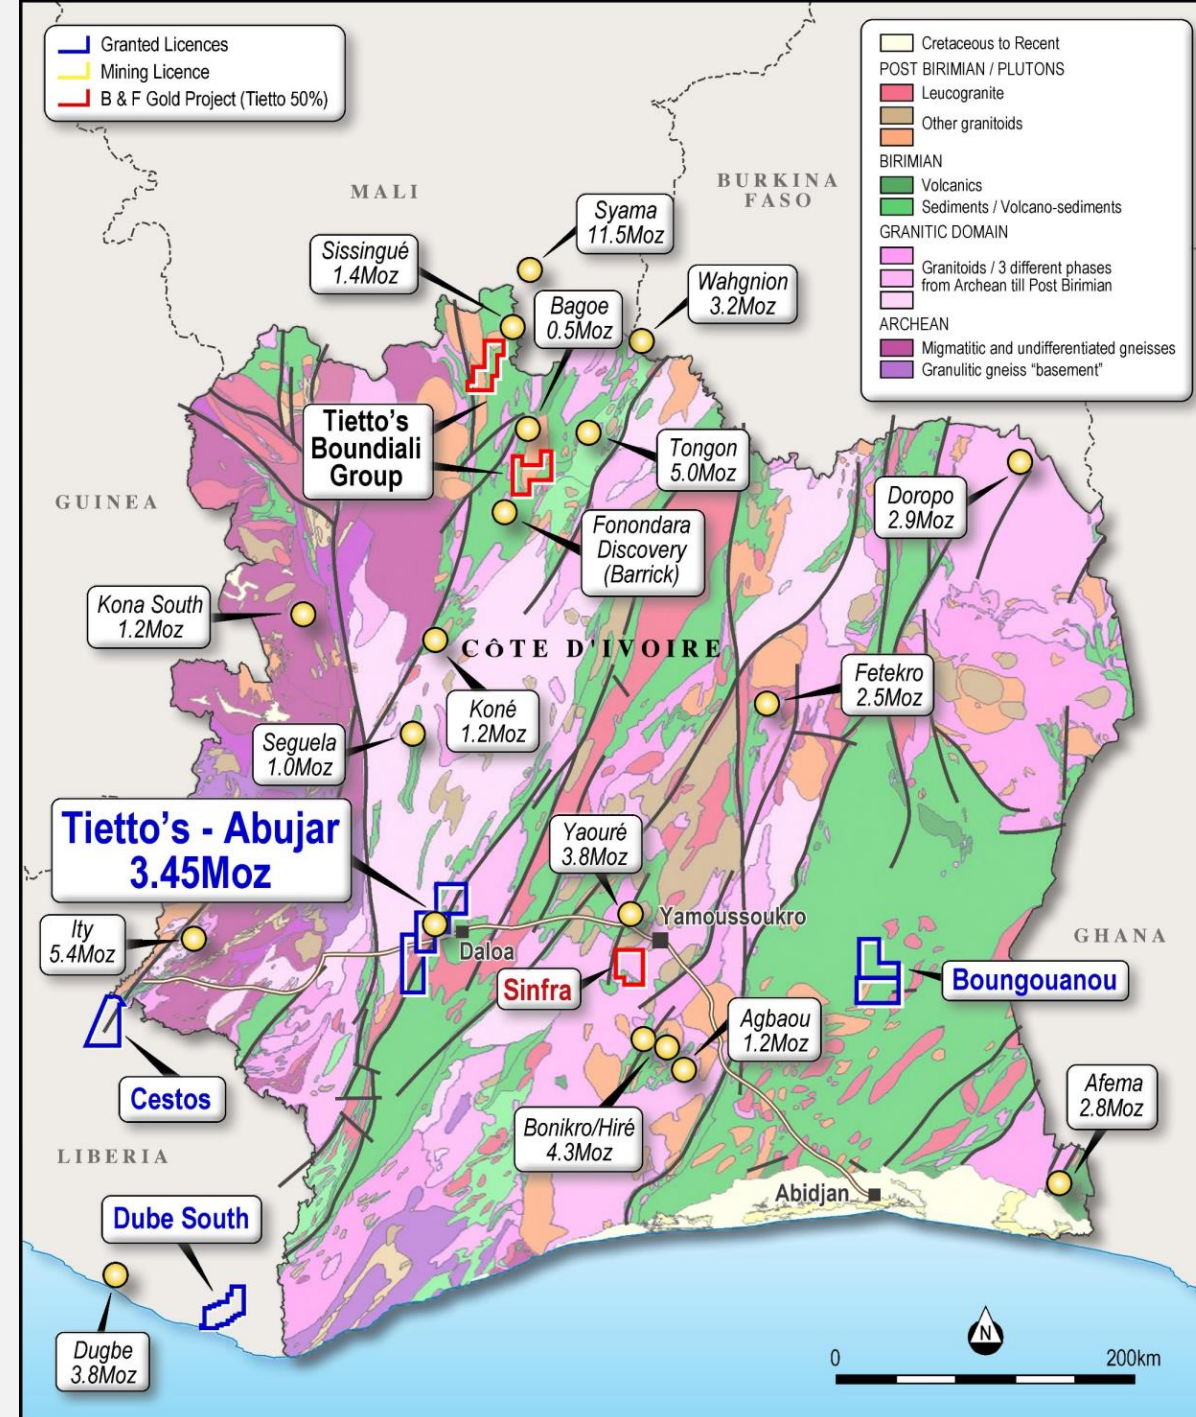 Granted Licences
Mining Licence
B & F Gold Project (Tietto 50%)
Cretaceous to Recent
POST BIRIMIAN / PLUTONS
Leucogranite
Other granitoids
BIRIMIAN
Volcanics
Sediments / Volcano-sediments
GRANITIC DOMAIN
Granitoids / 3 different phases
from Archean till Post Birimian
ARCHEAN
Migmatitic and undifferentiated gneisses
Granulitic gneiss “basement”
MALI
BURKINA
FASO
Syama
11.5Moz
Sissingué
1.4Moz
Bagoe
0.5Moz
Wahgnion
3.2Moz
Tietto’s
Boundiali
Group
Tongon
5.0Moz
Doropo
2.9Moz
GUINEA
Fonondara
Discovery
(Barrick)
Kona South
1.2Moz
CÔTE D'IVOIRE
Koné
1.2Moz
Fetekro
2.5Moz
Seguela
1.0Moz
Tietto’s - Abujar
3.45Moz
Yaouré
3.8Moz
Ity
5.4Moz
Daloa
Yamoussoukro
GHANA
Sinfra
Boungouanou
Agbaou
1.2Moz
Cestos
Bonikro/Hiré
4.3Moz
Afema
2.8Moz
LIBERIA
Abidjan
Dube South
Dugbe
3.8Moz
N
0
200km